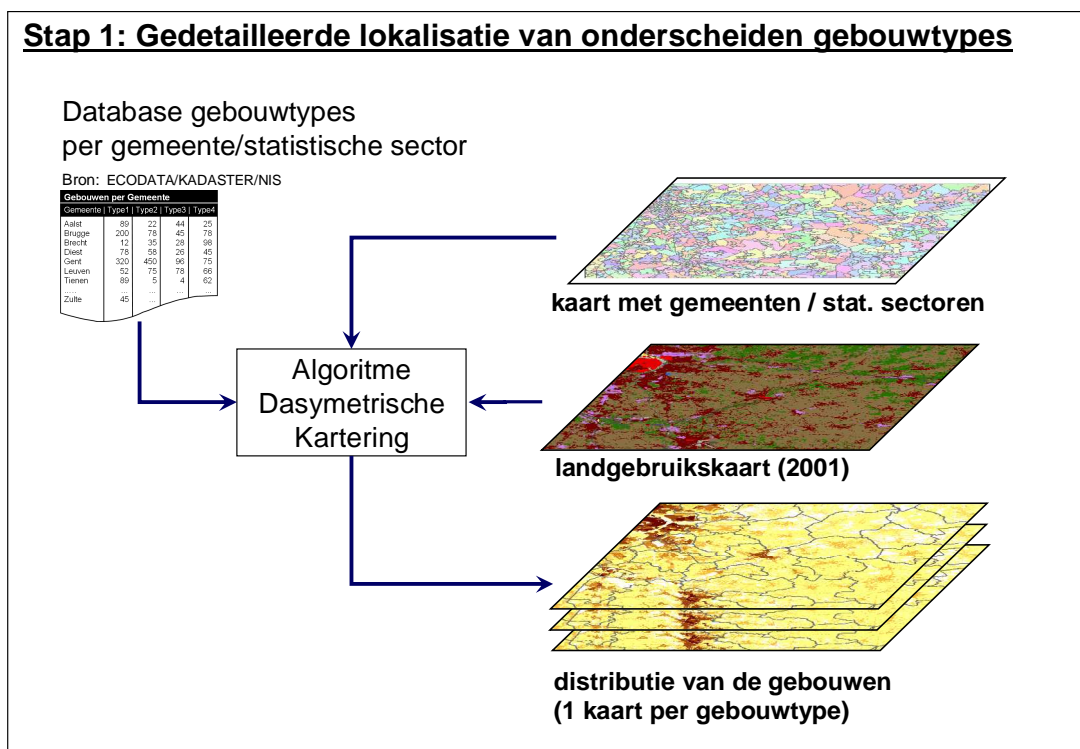 Stap 1: Gedetailleerde lokalisatie van onderscheiden gebouwtypes
Database gebouwtypes
per gemeente/statistische sector
Bron: ECODATA/KADASTER/NIS
Gebouwen per Gemeente
Gemeente | Type1 | Type2 | Type3 | Type4
Aalst 89 22 44 25
Brugge 200 78 45 78
Brecht 12 35 28 98
Diest 78 58 26 45
Gent 320 450 96 75
Leuven 52 75 78 66
Tienen 89 5 4 62
..... ... ... ... ...
Zulte 45 ...
kaart met gemeenten / stat. sectoren
Algoritme
Dasymetrische
Kartering
landgebruikskaart (2001)
distributie van de gebouwen
(1 kaart per gebouwtype)